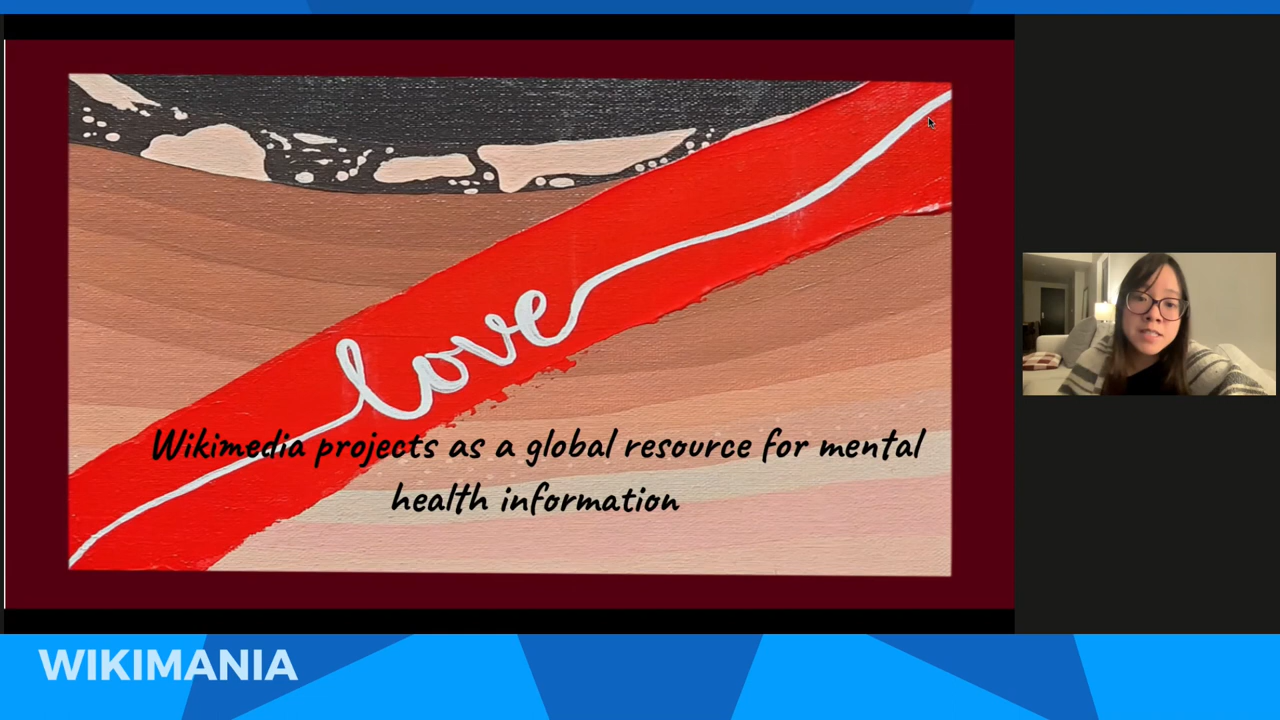 love
Wikimedia projects as a global resource for mental
health information
WIKIMANIA